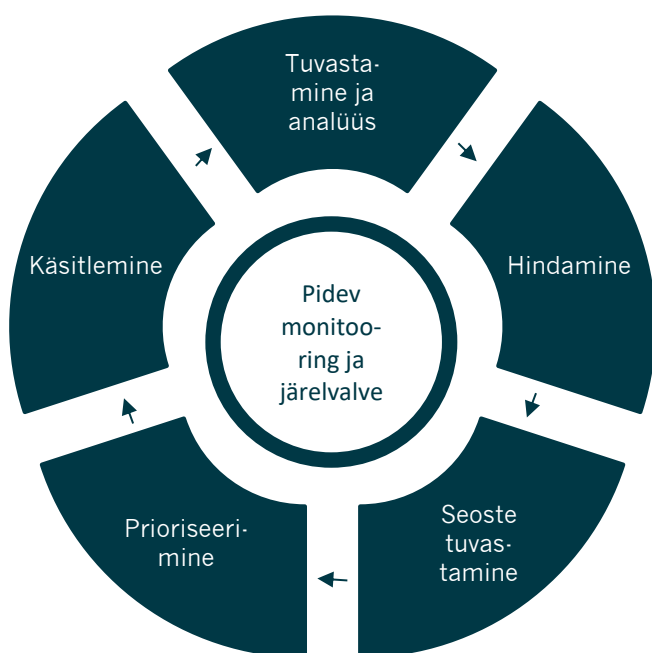 Tuvasta-
mine ja
analüüs
Hindamine
Seoste
tuvas-
tamine
Prioriseeri-
mine
Käsitlemine
Pidev
monitoo-
ring ja
järelvalve